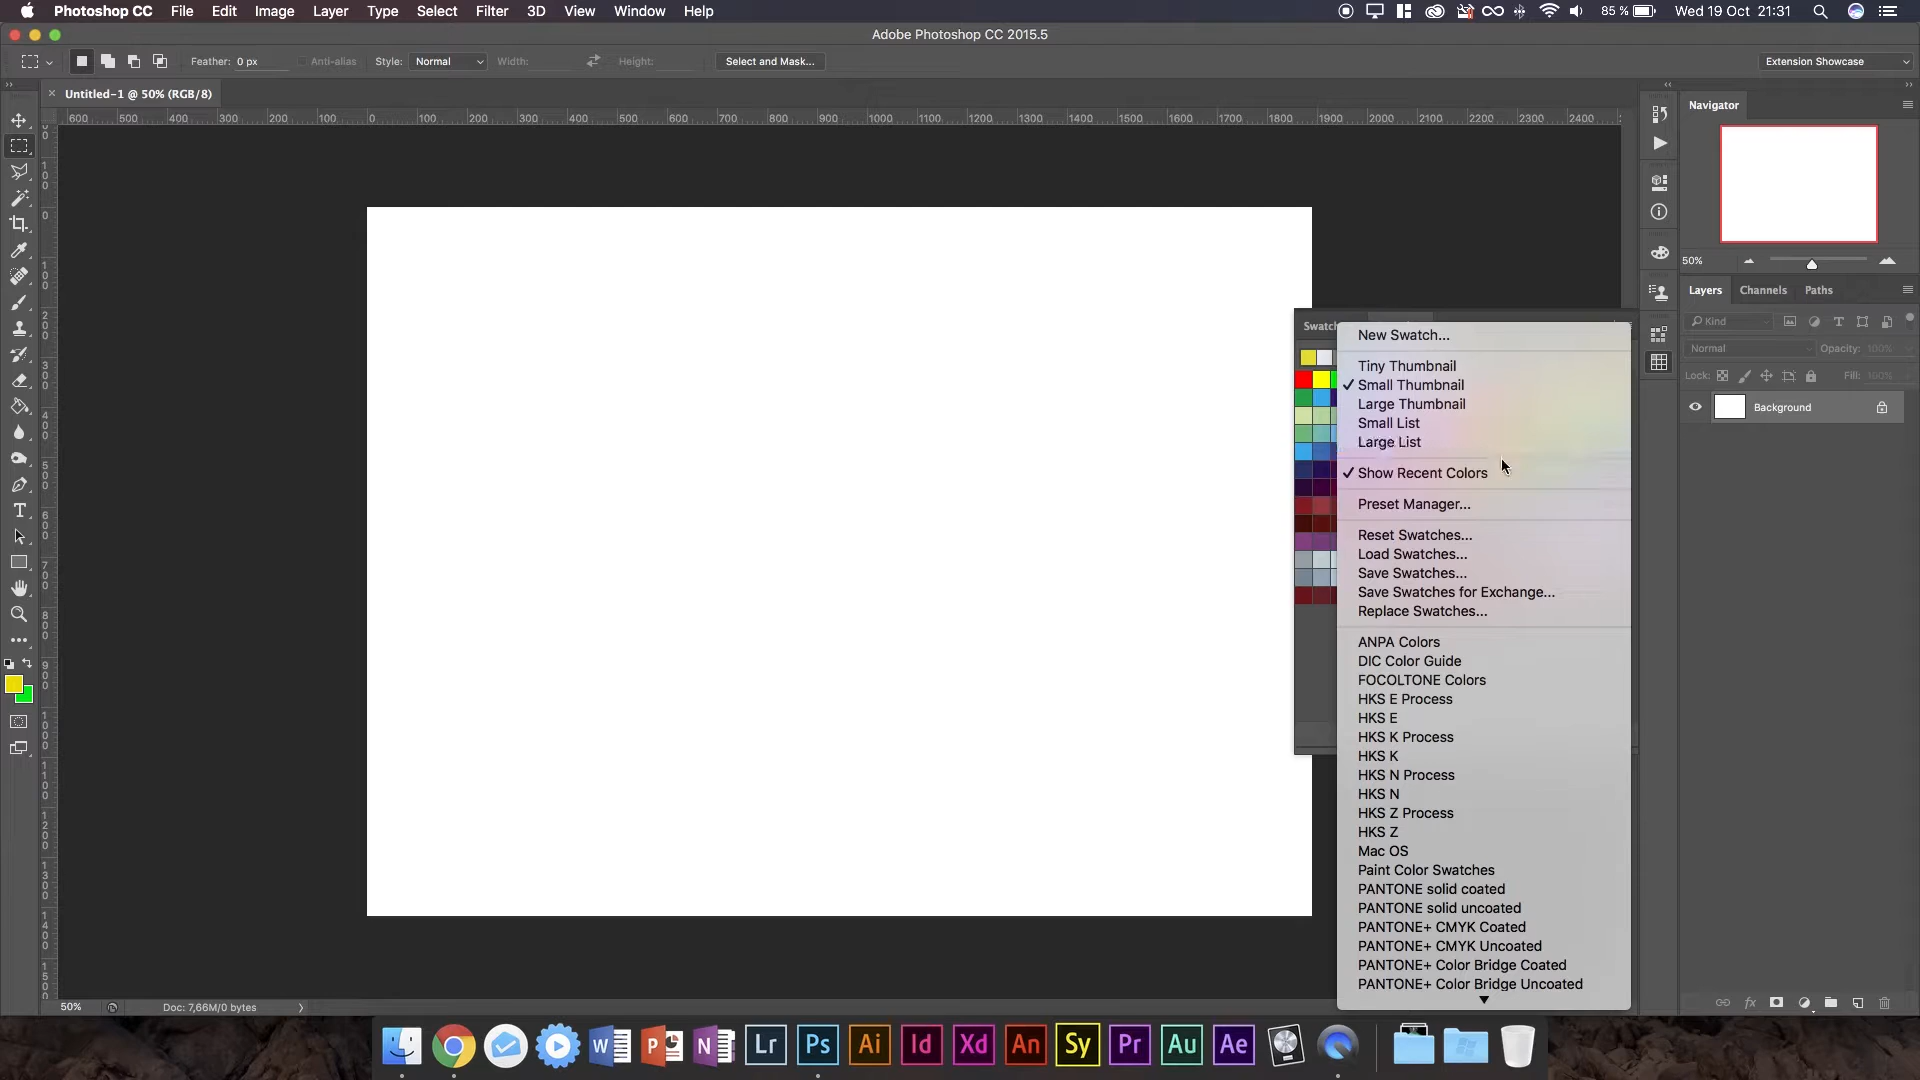 Photoshop CC File Edit Image Layer Type Select Filter 3D View Window Help 85 % Wed 19 Oct 21:31
Adobe Photoshop CC 2015.5
Feather: 0 px Anti-alias Style: Normal Width: Height: Select and Mask... Extension Showcase
Untitled-1 @ 50% (RGB/8)
600 500 400 300 200 100 0 100 200 300 400 500 600 700 800 900 1000 1100 1200 1300 1400 1500 1600 1700 1800 1900 2000 2100 2200 2300 2400
Navigator
50%
Layers Channels Paths
Kind
Normal Opacity: 100%
Lock: Fill: 100%
Background
Swatch
New Swatch...
Tiny Thumbnail
✓ Small Thumbnail
Large Thumbnail
Small List
Large List
✓ Show Recent Colors
Preset Manager...
Reset Swatches...
Load Swatches...
Save Swatches...
Save Swatches for Exchange...
Replace Swatches...
ANPA Colors
DIC Color Guide
FOCOLTONE Colors
HKS E Process
HKS E
HKS K Process
HKS K
HKS N Process
HKS N
HKS Z Process
HKS Z
Mac OS
Paint Color Swatches
PANTONE solid coated
PANTONE solid uncoated
PANTONE+ CMYK Coated
PANTONE+ CMYK Uncoated
PANTONE+ Color Bridge Coated
PANTONE+ Color Bridge Uncoated
50% Doc: 7,66M/0 bytes
fx
W P N Lr Ps Ai Id Xd An Sy Pr Au Ae